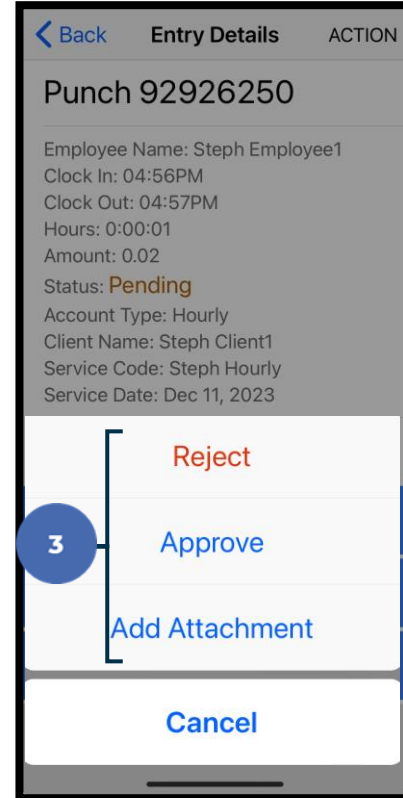 Back Entry Details ACTION
Punch 92926250
Employee Name: Steph Employee1
Clock In: 04:56PM
Clock Out: 04:57PM
Hours: 0:00:01
Amount: 0.02
Status: Pending
Account Type: Hourly
Client Name: Steph Client1
Service Code: Steph Hourly
Service Date: Dec 11, 2023
Reject
3 Approve
Add Attachment
Cancel